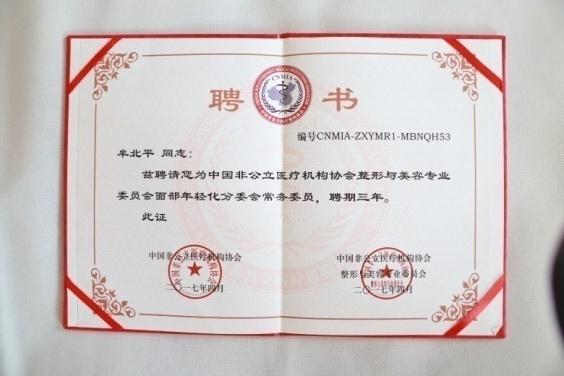 聘 CNMIA 书
编号CNMIA-ZXYMR1-MBNQH53
牟北平 同志：
兹聘请您为中国非公立医疗机构协会整形与美容专业
委员会面部年轻化分委会常务委员，聘期三年。
此证
中国非公立医疗机构协会
二〇一七年四月
中国非公立医疗机构协会
整形与美容专业委员会
二〇一七年四月